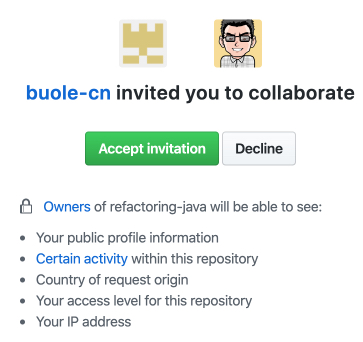 buole-cn invited you to collaborate
Accept invitation
Decline
Owners of refactoring-java will be able to see:
Your public profile information
Certain activity within this repository
Country of request origin
Your access level for this repository
Your IP address